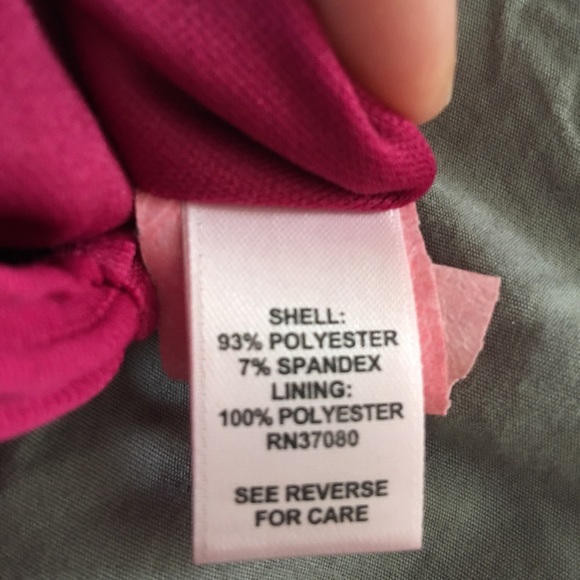 SHELL:
93% POLYESTER
7% SPANDEX
LINING:
100% POLYESTER
RN37080
SEE REVERSE
FOR CARE